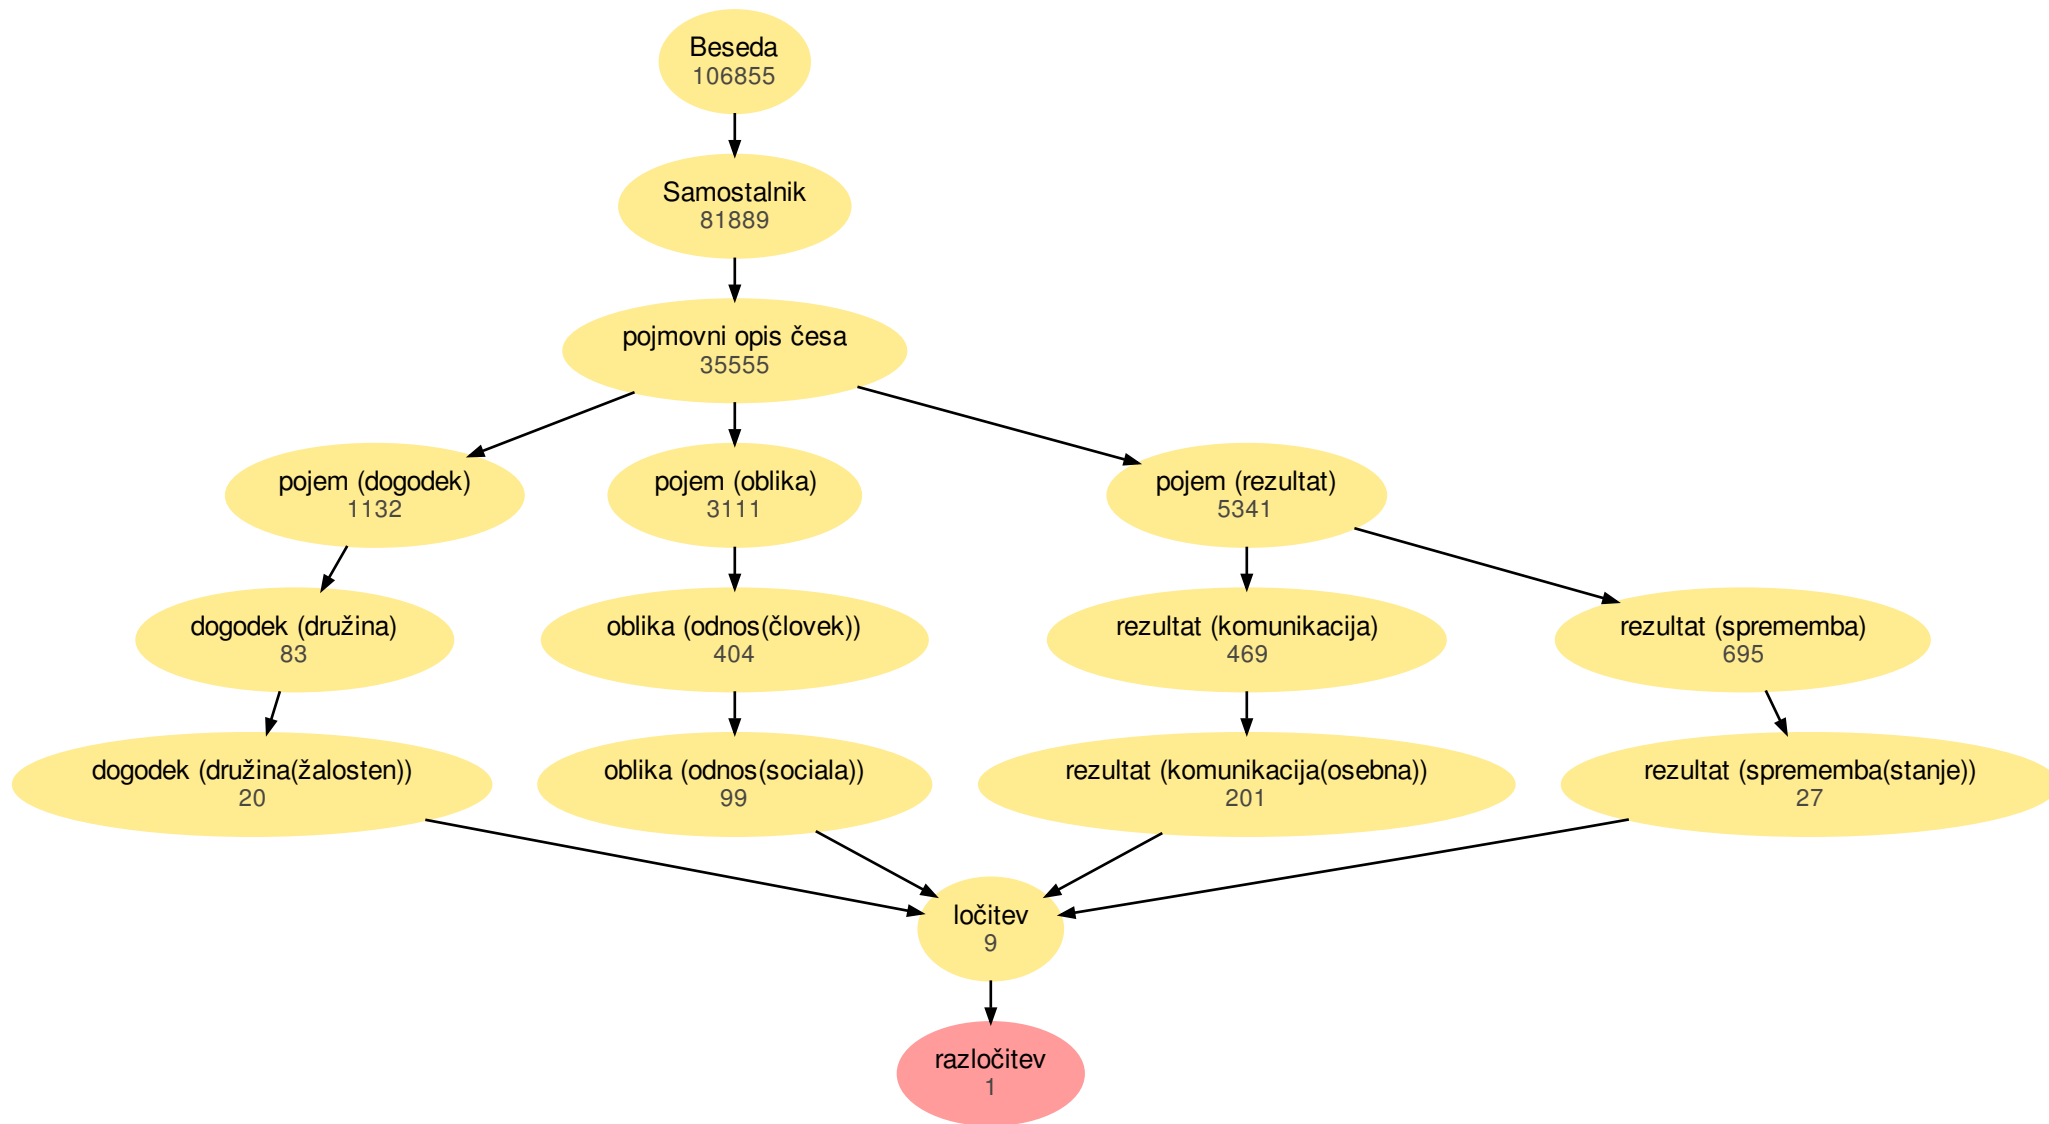 Beseda
106855
Samostalnik
81889
pojmovni opis česa
35555
pojem (dogodek)
1132
pojem (oblika)
3111
pojem (rezultat)
5341
dogodek (družina)
83
oblika (odnos(človek))
404
rezultat (komunikacija)
469
rezultat (sprememba)
695
dogodek (družina(žalosten))
20
oblika (odnos(sociala))
99
rezultat (komunikacija(osebna))
201
rezultat (sprememba(stanje))
27
ločitev
9
razločitev
1